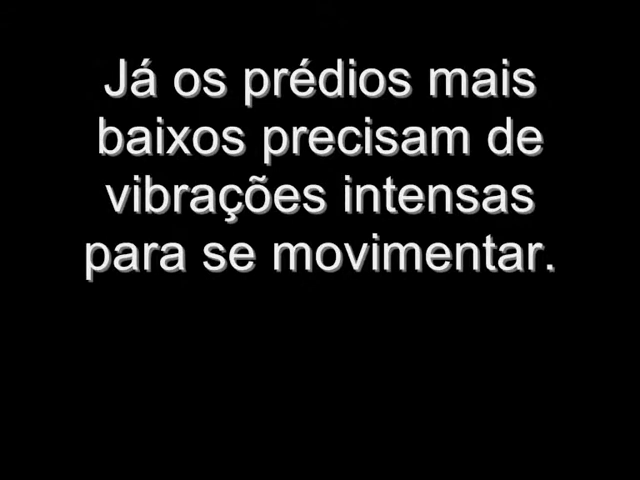 Já os prédios mais
baixos precisam de
vibrações intensas
para se movimentar.